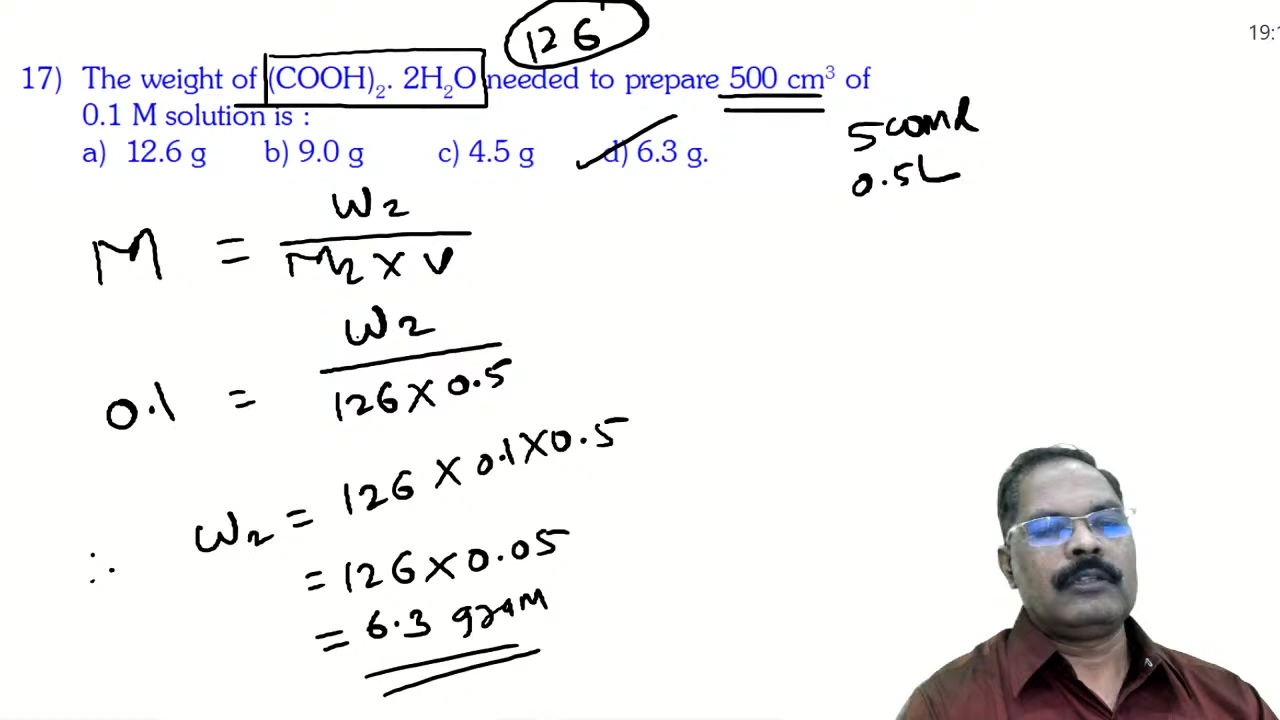 126
19:1
17) The weight of (COOH)₂. 2H₂O needed to prepare 500 cm³ of
0.1 M solution is :
a) 12.6 g b) 9.0 g c) 4.5 g d) 6.3 g.
500ml
0.5L
M = W₂ / M₂ × V
0.1 = W₂ / 126 × 0.5
∴ W₂ = 126 × 0.1 × 0.5
= 126 × 0.05
= 6.3 gram